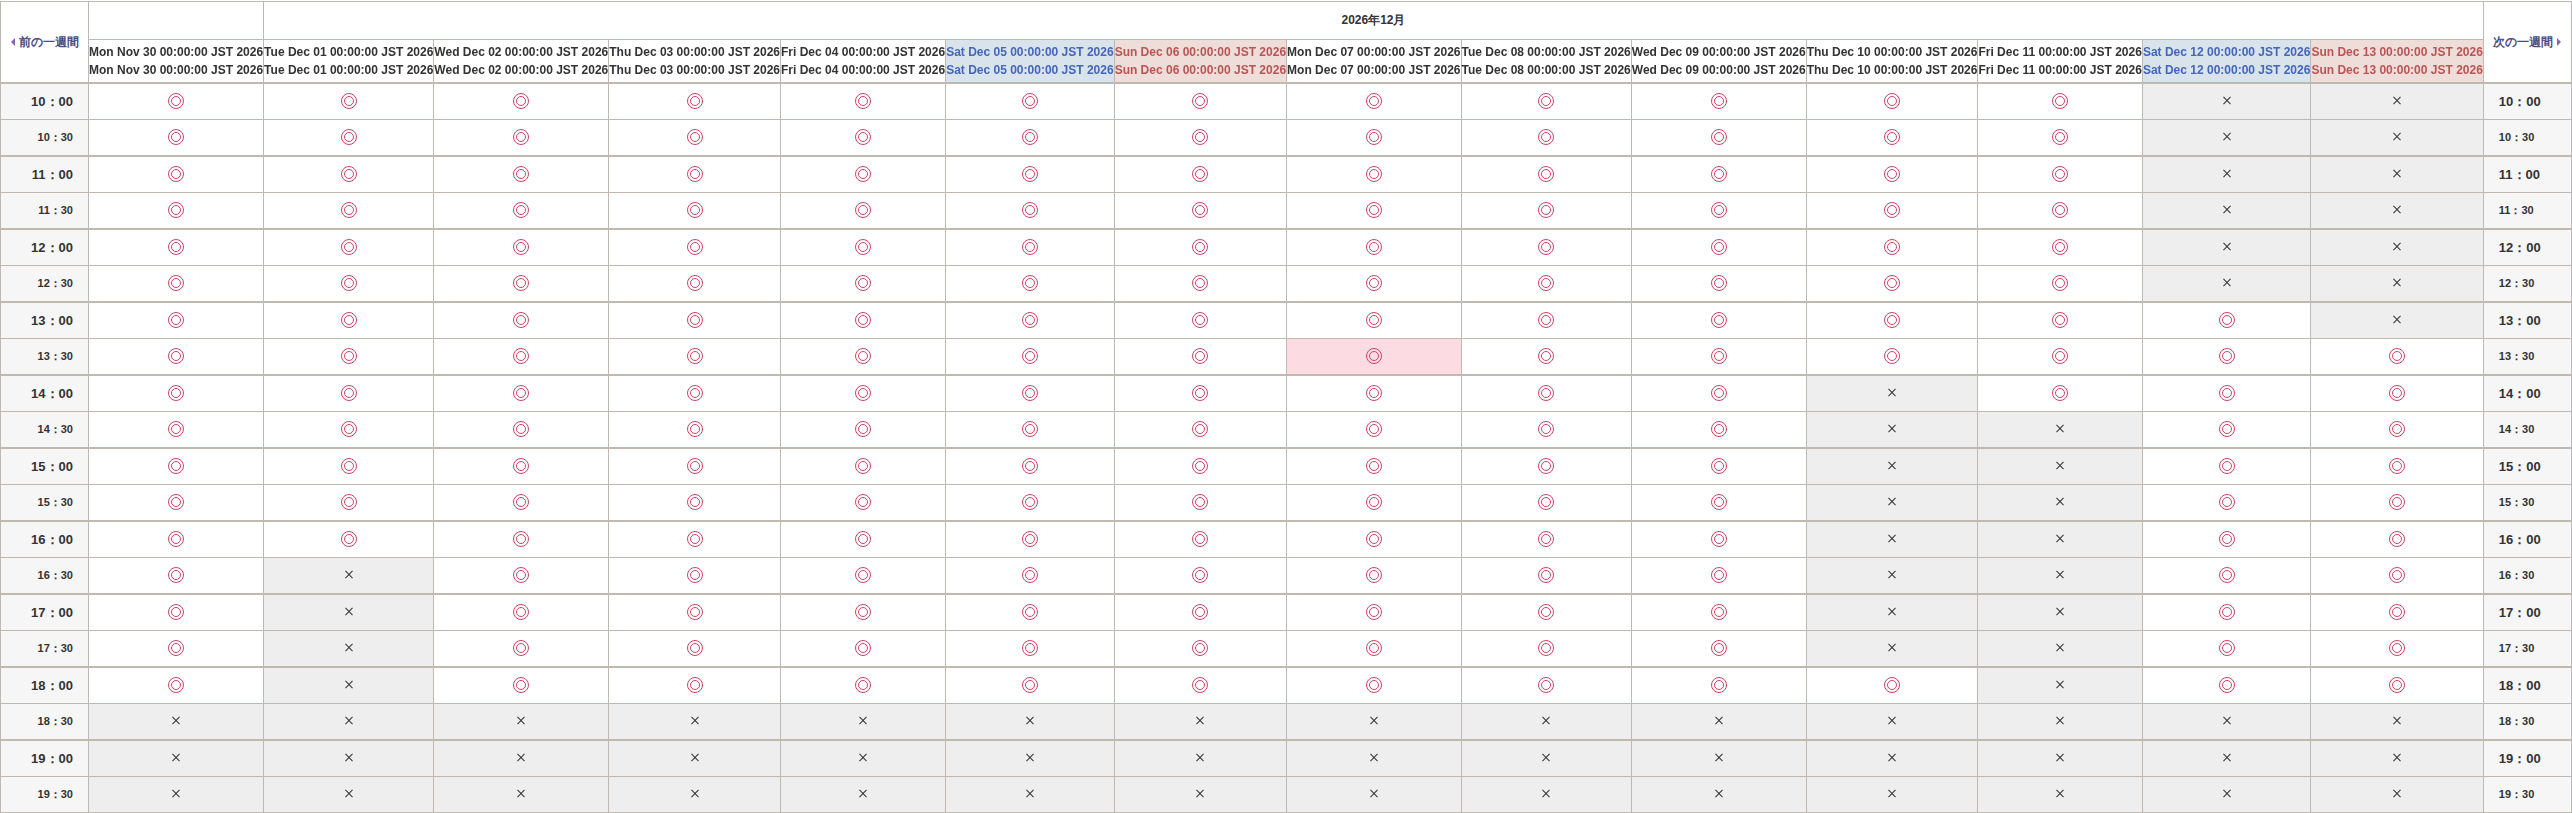 前の一週間 2026年12月 次の一週間
Mon Nov 30 00:00:00 JST 2026 Tue Dec 01 00:00:00 JST 2026 Wed Dec 02 00:00:00 JST 2026 Thu Dec 03 00:00:00 JST 2026 Fri Dec 04 00:00:00 JST 2026 Sat Dec 05 00:00:00 JST 2026 Sun Dec 06 00:00:00 JST 2026 Mon Dec 07 00:00:00 JST 2026 Tue Dec 08 00:00:00 JST 2026 Wed Dec 09 00:00:00 JST 2026 Thu Dec 10 00:00:00 JST 2026 Fri Dec 11 00:00:00 JST 2026 Sat Dec 12 00:00:00 JST 2026 Sun Dec 13 00:00:00 JST 2026
Mon Nov 30 00:00:00 JST 2026 Tue Dec 01 00:00:00 JST 2026 Wed Dec 02 00:00:00 JST 2026 Thu Dec 03 00:00:00 JST 2026 Fri Dec 04 00:00:00 JST 2026 Sat Dec 05 00:00:00 JST 2026 Sun Dec 06 00:00:00 JST 2026 Mon Dec 07 00:00:00 JST 2026 Tue Dec 08 00:00:00 JST 2026 Wed Dec 09 00:00:00 JST 2026 Thu Dec 10 00:00:00 JST 2026 Fri Dec 11 00:00:00 JST 2026 Sat Dec 12 00:00:00 JST 2026 Sun Dec 13 00:00:00 JST 2026
10：00 ◎ ◎ ◎ ◎ ◎ ◎ ◎ ◎ ◎ ◎ ◎ ◎ × × 10：00
10：30 ◎ ◎ ◎ ◎ ◎ ◎ ◎ ◎ ◎ ◎ ◎ ◎ × × 10：30
11：00 ◎ ◎ ◎ ◎ ◎ ◎ ◎ ◎ ◎ ◎ ◎ ◎ × × 11：00
11：30 ◎ ◎ ◎ ◎ ◎ ◎ ◎ ◎ ◎ ◎ ◎ ◎ × × 11：30
12：00 ◎ ◎ ◎ ◎ ◎ ◎ ◎ ◎ ◎ ◎ ◎ ◎ × × 12：00
12：30 ◎ ◎ ◎ ◎ ◎ ◎ ◎ ◎ ◎ ◎ ◎ ◎ × × 12：30
13：00 ◎ ◎ ◎ ◎ ◎ ◎ ◎ ◎ ◎ ◎ ◎ ◎ ◎ × 13：00
13：30 ◎ ◎ ◎ ◎ ◎ ◎ ◎ ◎ ◎ ◎ ◎ ◎ ◎ ◎ 13：30
14：00 ◎ ◎ ◎ ◎ ◎ ◎ ◎ ◎ ◎ ◎ × ◎ ◎ ◎ 14：00
14：30 ◎ ◎ ◎ ◎ ◎ ◎ ◎ ◎ ◎ ◎ × × ◎ ◎ 14：30
15：00 ◎ ◎ ◎ ◎ ◎ ◎ ◎ ◎ ◎ ◎ × × ◎ ◎ 15：00
15：30 ◎ ◎ ◎ ◎ ◎ ◎ ◎ ◎ ◎ ◎ × × ◎ ◎ 15：30
16：00 ◎ ◎ ◎ ◎ ◎ ◎ ◎ ◎ ◎ ◎ × × ◎ ◎ 16：00
16：30 ◎ × ◎ ◎ ◎ ◎ ◎ ◎ ◎ ◎ × × ◎ ◎ 16：30
17：00 ◎ × ◎ ◎ ◎ ◎ ◎ ◎ ◎ ◎ × × ◎ ◎ 17：00
17：30 ◎ × ◎ ◎ ◎ ◎ ◎ ◎ ◎ ◎ × × ◎ ◎ 17：30
18：00 ◎ × ◎ ◎ ◎ ◎ ◎ ◎ ◎ ◎ ◎ × ◎ ◎ 18：00
18：30 × × × × × × × × × × × × × × 18：30
19：00 × × × × × × × × × × × × × × 19：00
19：30 × × × × × × × × × × × × × × 19：30